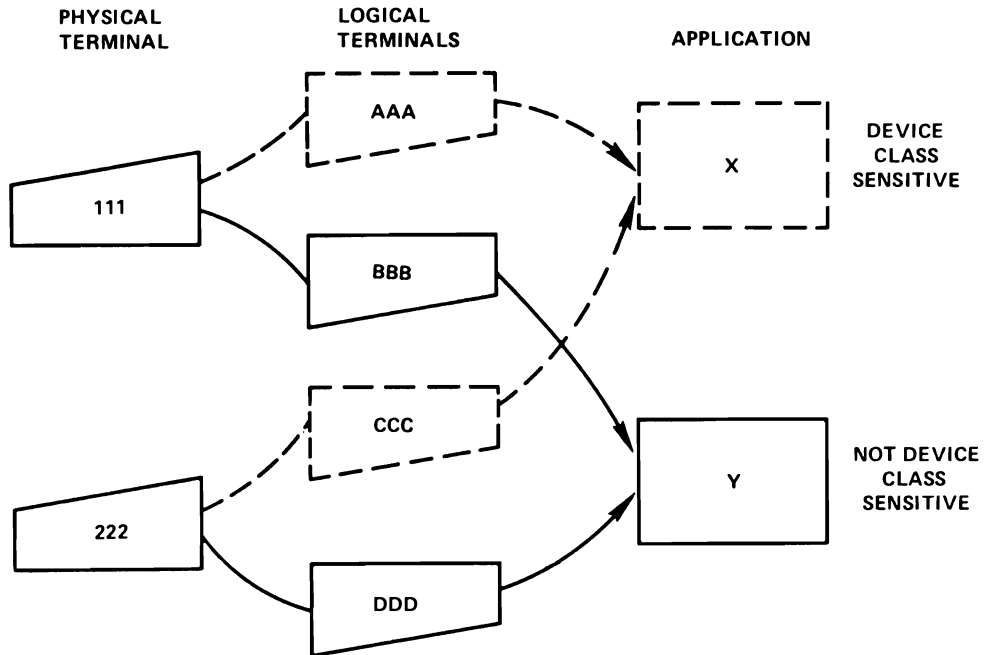 PHYSICAL
TERMINAL
LOGICAL
TERMINALS
APPLICATION
AAA
X
DEVICE
CLASS
SENSITIVE
111
BBB
CCC
Y
NOT DEVICE
CLASS
SENSITIVE
222
DDD